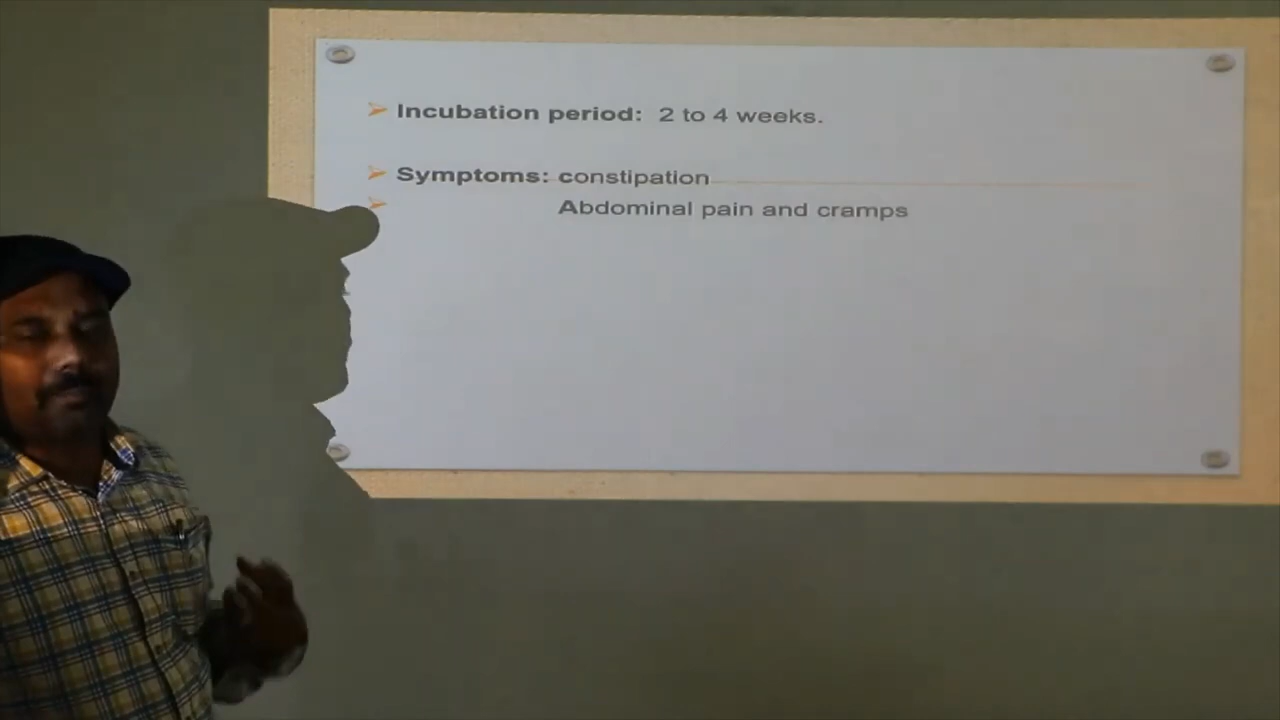 Incubation period: 2 to 4 weeks.
Symptoms: constipation
Abdominal pain and cramps